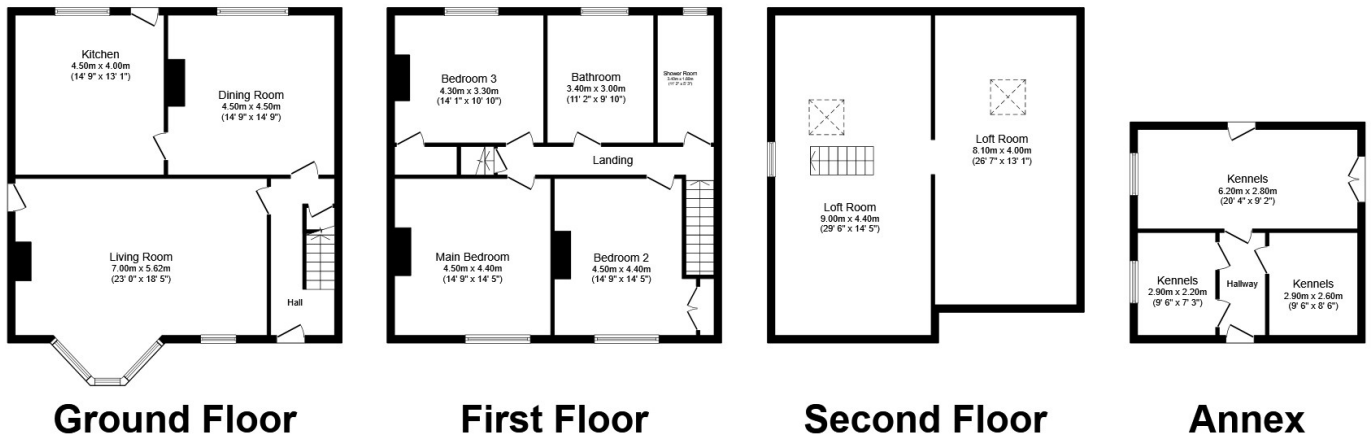 Kitchen
4.50m x 4.00m
(14' 9" x 13' 1")
Dining Room
4.50m x 4.50m
(14' 9" x 14' 9")
Living Room
7.00m x 5.62m
(23' 0" x 18' 5")
Hall
Ground Floor
Bedroom 3
4.30m x 3.30m
(14' 1" x 10' 10")
Bathroom
3.40m x 3.00m
(11' 2" x 9' 10")
Shower Room
Landing
Main Bedroom
4.50m x 4.40m
(14' 9" x 14' 5")
Bedroom 2
4.50m x 4.40m
(14' 9" x 14' 5")
First Floor
Loft Room
8.10m x 4.00m
(26' 7" x 13' 1")
Loft Room
9.00m x 4.40m
(29' 6" x 14' 5")
Second Floor
Kennels
6.20m x 2.80m
(20' 4" x 9' 2")
Kennels
2.90m x 2.20m
(9' 6" x 7' 3")
Hallway
Kennels
2.90m x 2.60m
(9' 6" x 8' 6")
Annex